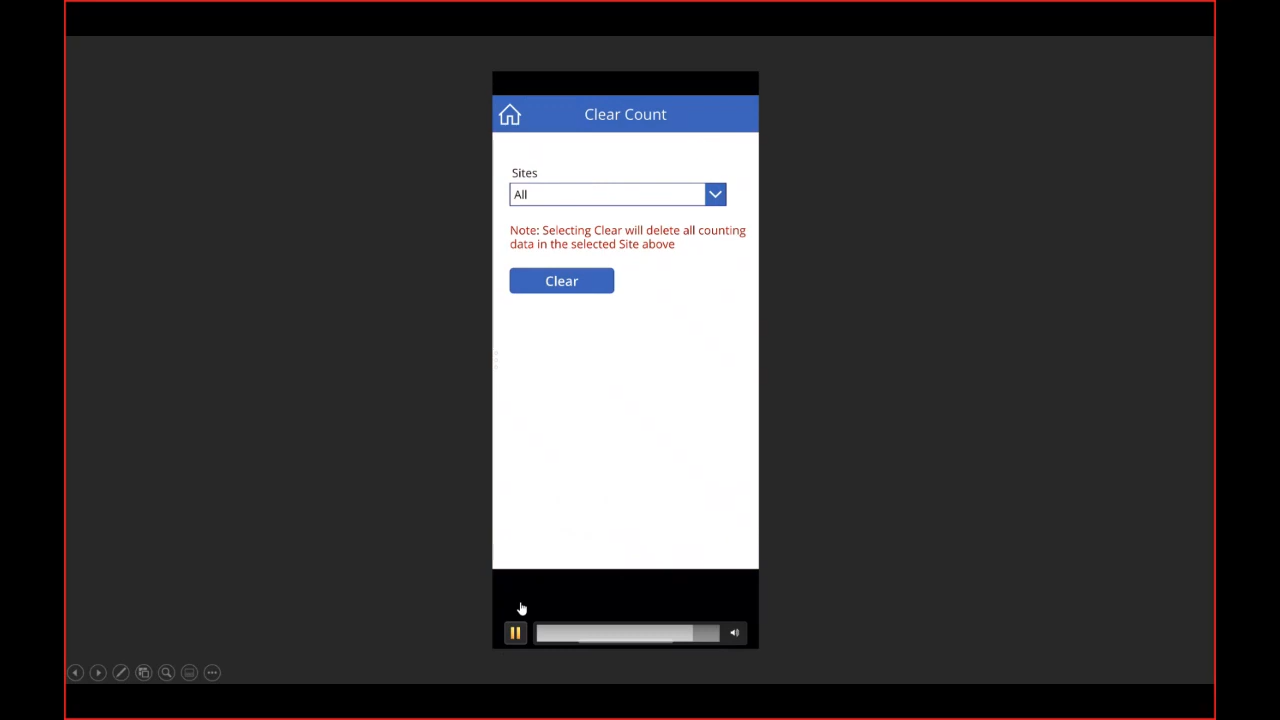 Clear Count
Sites
All
Note: Selecting Clear will delete all counting
data in the selected Site above
Clear